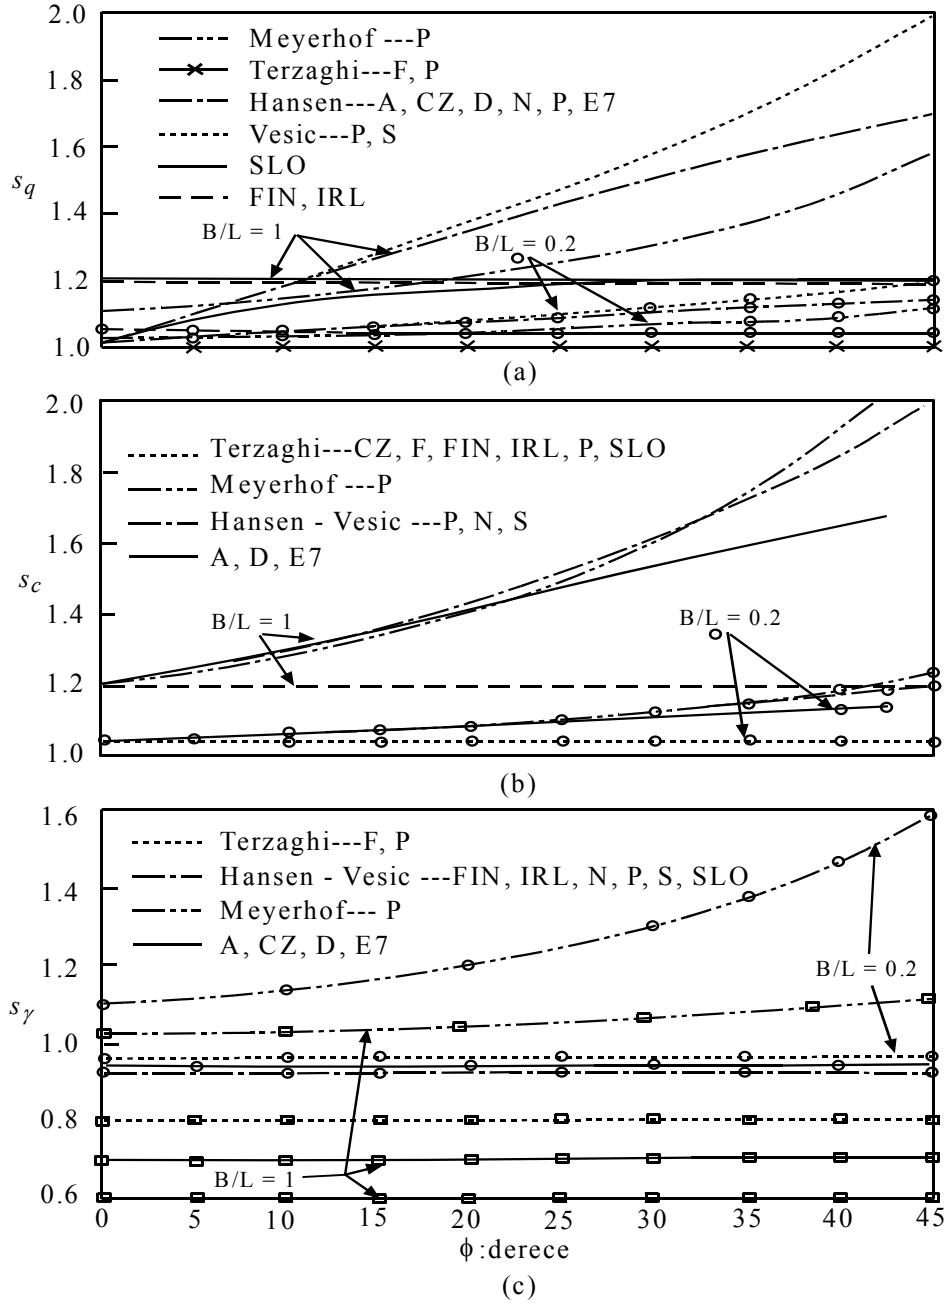 2.0
Meyerhof ---P
Terzaghi---F, P
1.8
Hansen---A, CZ, D, N, P, E7
Vesic---P, S
1.6
SLO
s_q
FIN, IRL
1.4
B/L = 1
B/L = 0.2
1.2
1.0
(a)
2.0
Terzaghi---CZ, F, FIN, IRL, P, SLO
1.8
Meyerhof ---P
Hansen - Vesic ---P, N, S
1.6
A, D, E7
s_c
1.4
B/L = 1
B/L = 0.2
1.2
1.0
(b)
1.6
Terzaghi---F, P
Hansen - Vesic ---FIN, IRL, N, P, S, SLO
1.4
Meyerhof--- P
A, CZ, D, E7
1.2
B/L = 0.2
s_γ
1.0
0.8
B/L = 1
0.6
0 5 10 15 20 25 30 35 40 45
ϕ :derece
(c)